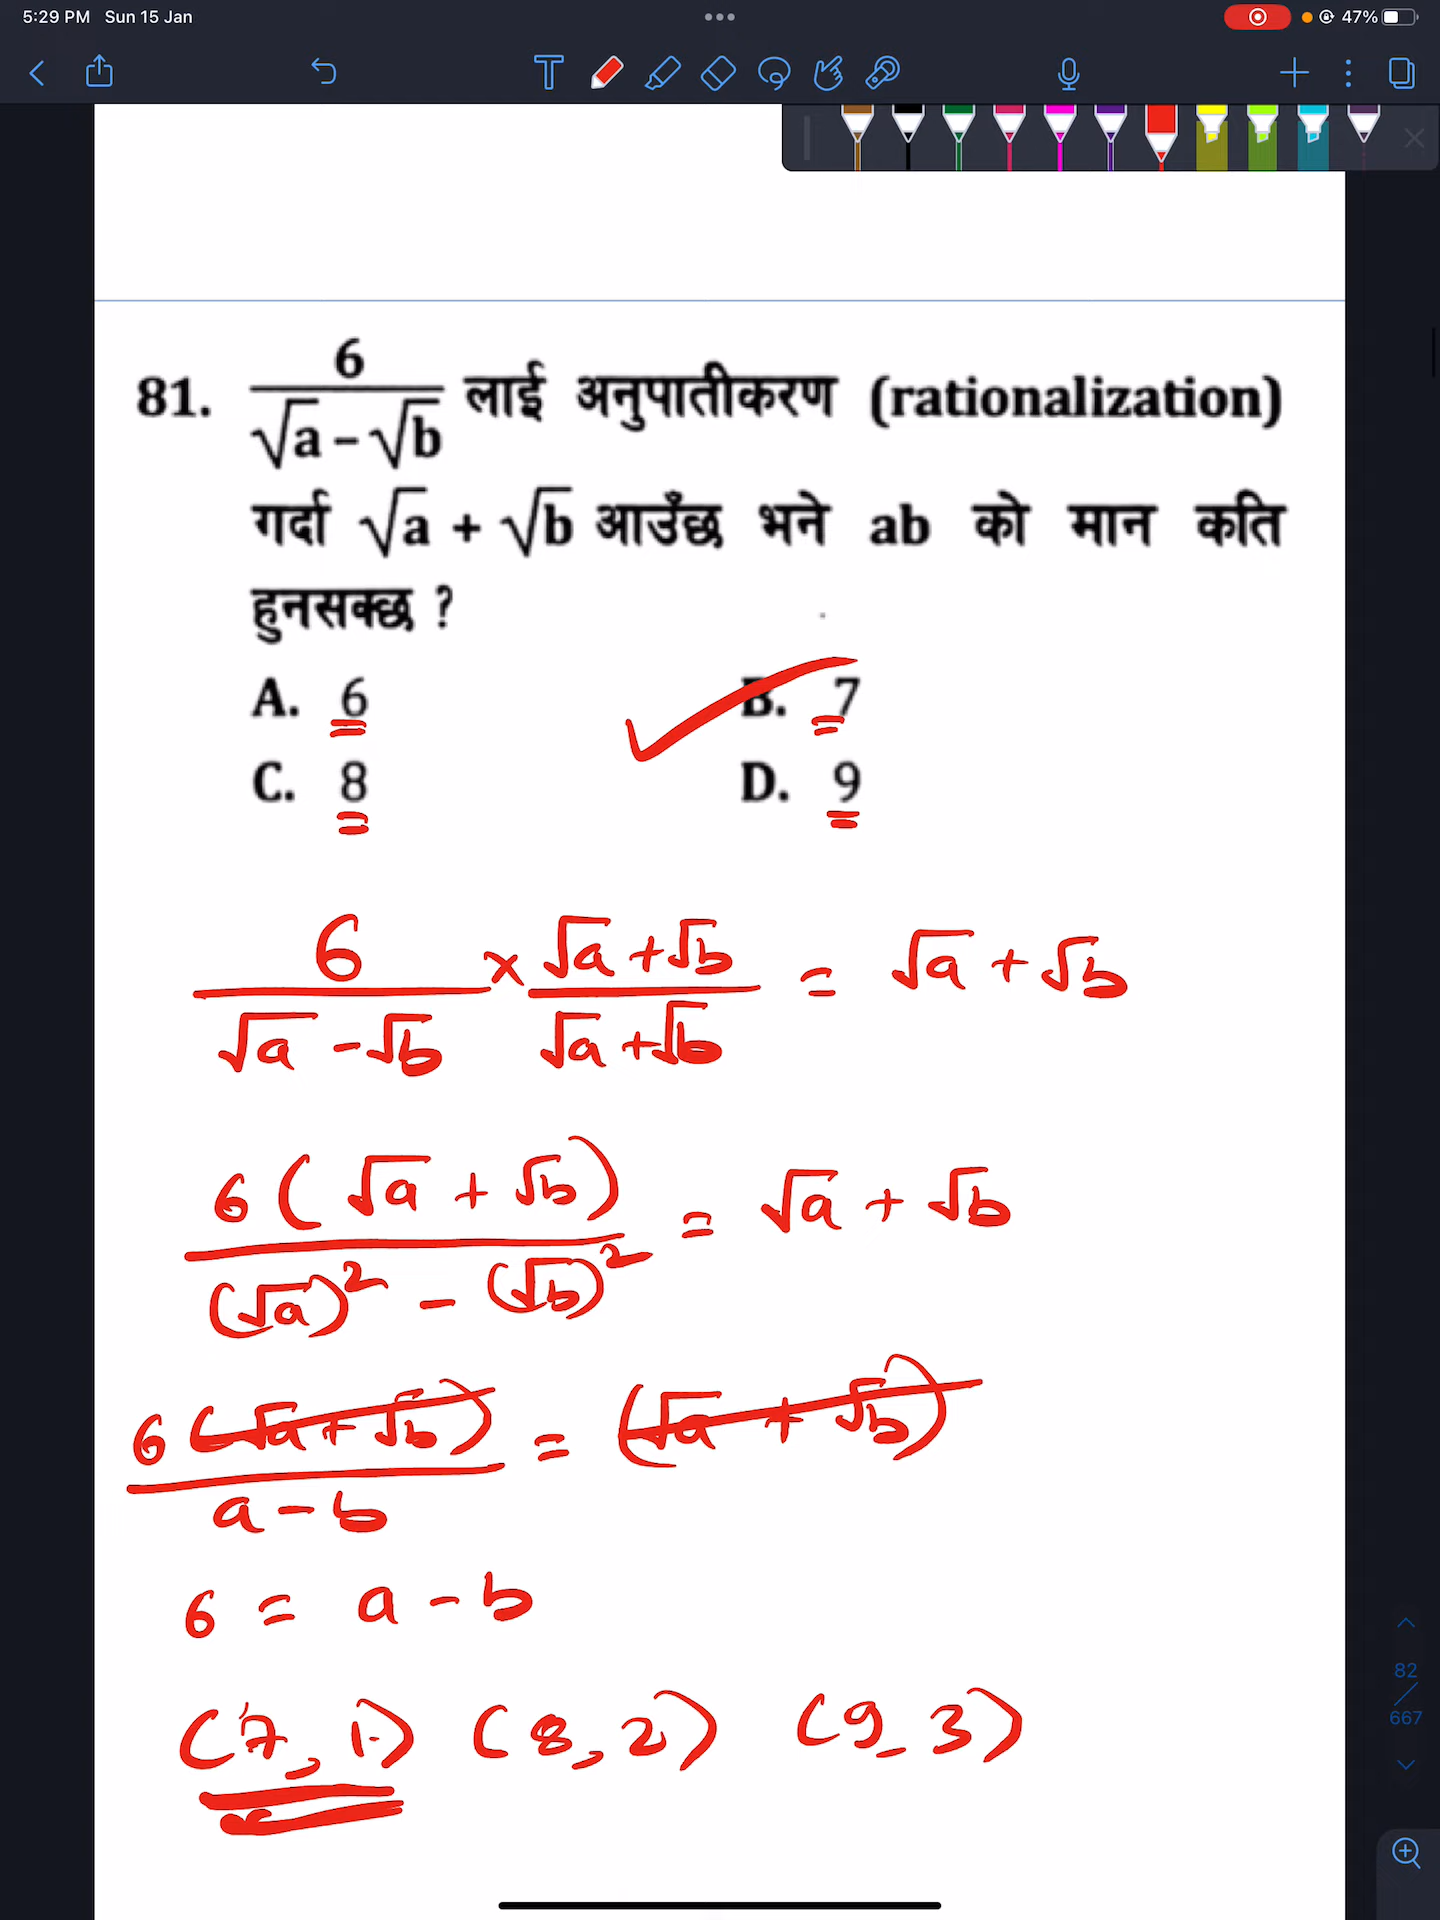 5:29 PM Sun 15 Jan
47%
81. 6/(√a – √b) लाई अनुपातीकरण (rationalization)
गर्दा √a + √b आउँछ भने ab को मान कति
हुनसक्छ ?
A. 6 B. 7
C. 8 D. 9
6/(√a - √b) × (√a + √b)/(√a + √b) = √a + √b
6(√a + √b)/((√a)² - (√b)²) = √a + √b
6(√a + √b)/(a - b) = (√a + √b)
6 = a - b
(7, 1) (8, 2) (9, 3)
82
/
667